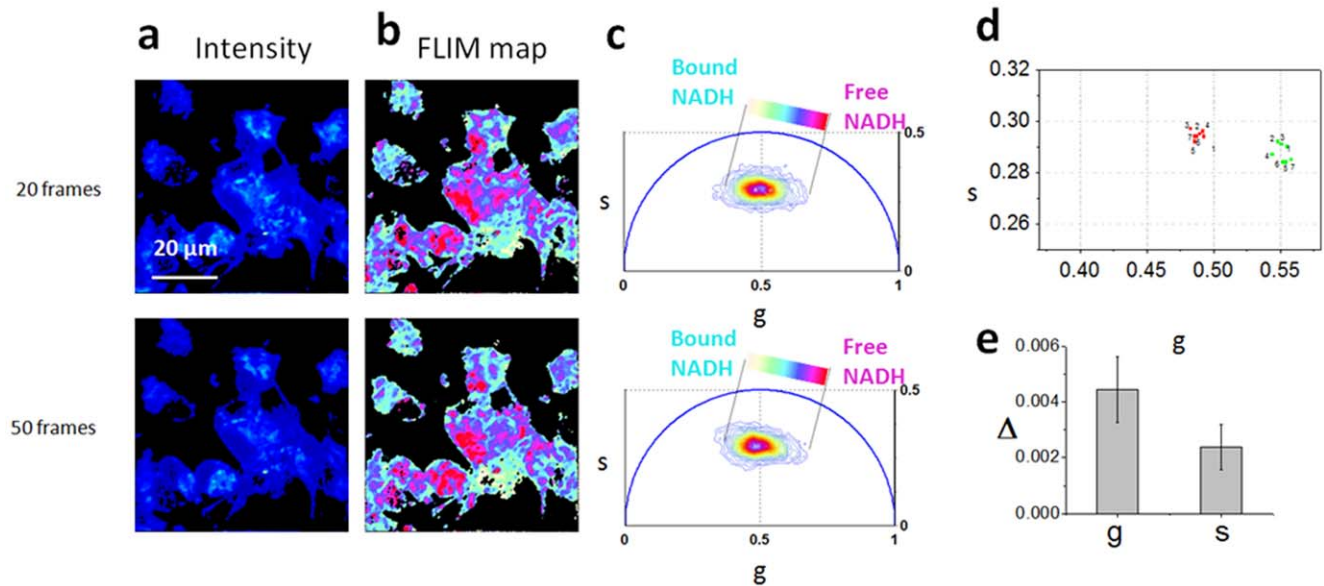 a Intensity
b FLIM map
c
d
20 frames
20 µm
50 frames
Bound
NADH
Free
NADH
0.5
s
0
0
0.5
1
g
Bound
NADH
Free
NADH
0.5
s
0
0
0.5
1
g
0.32
0.30
0.28
0.26
s
0.40
0.45
0.50
0.55
g
e
0.006
0.004
0.002
0.000
Δ
g
s